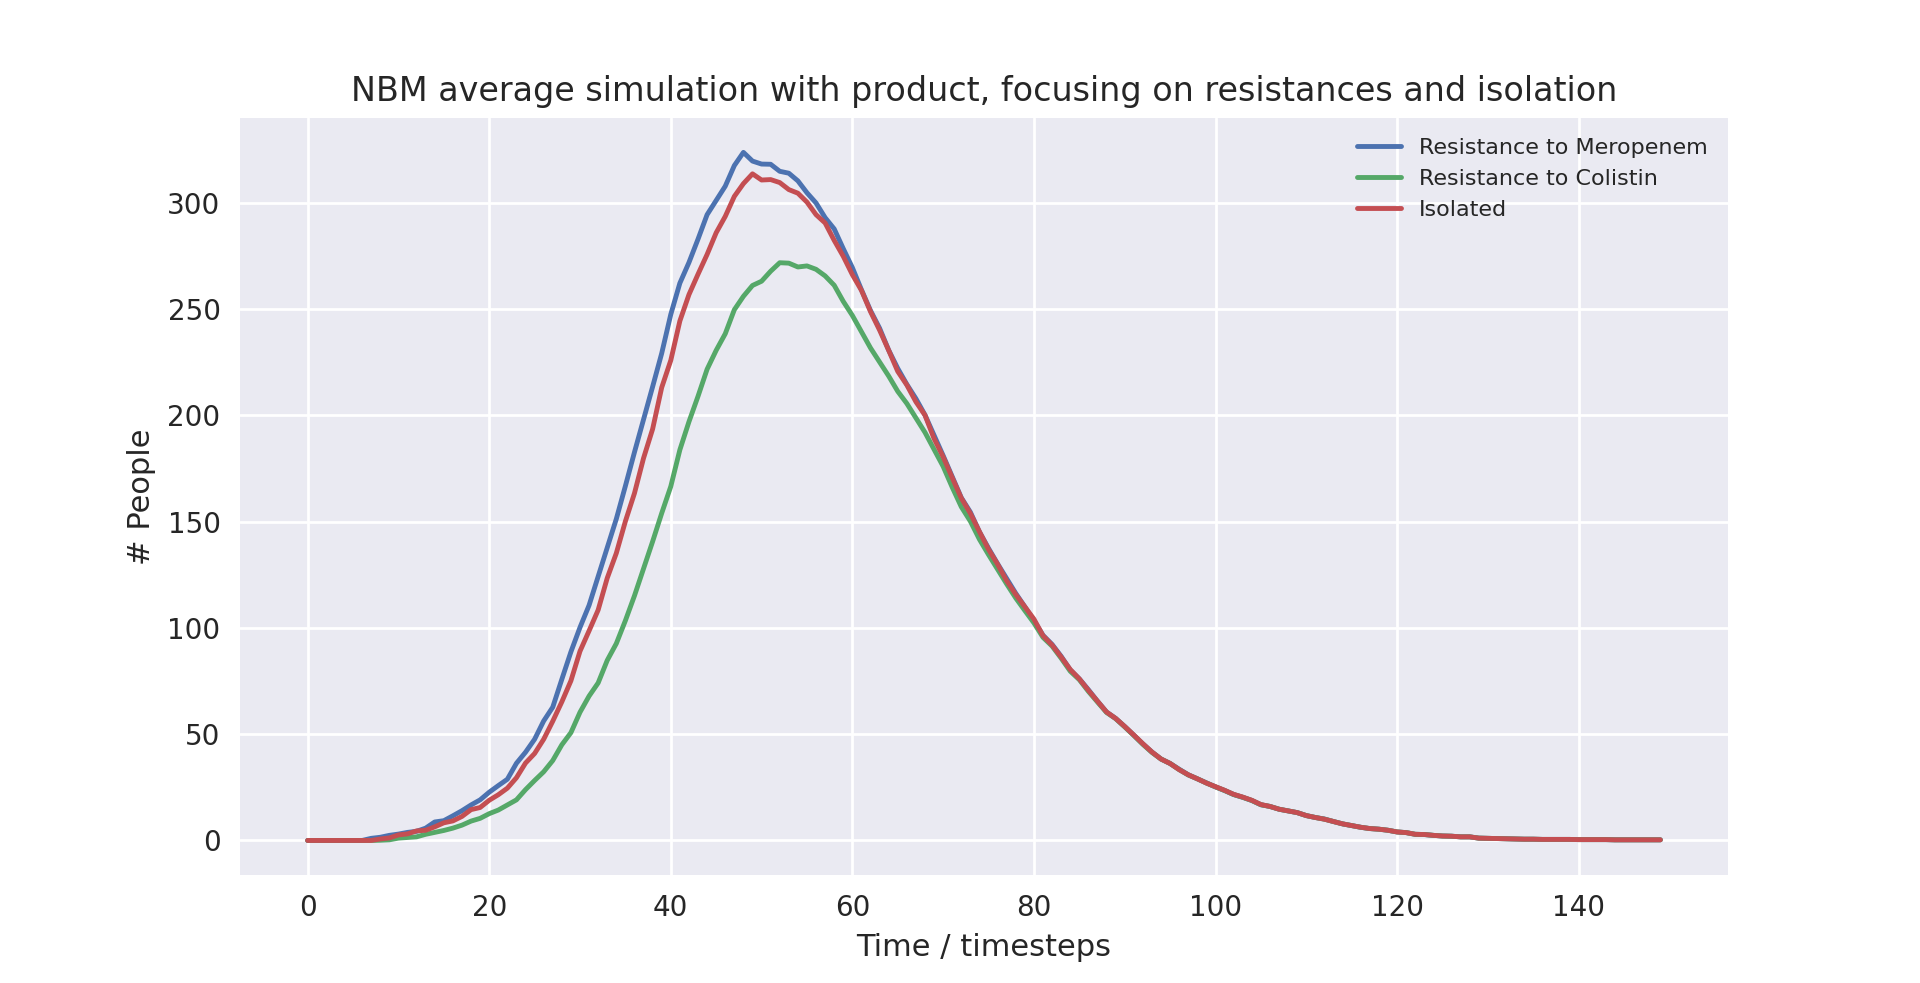 NBM average simulation with product, focusing on resistances and isolation
Resistance to Meropenem
Resistance to Colistin
Isolated
# People
300
250
200
150
100
50
0
0 20 40 60 80 100 120 140
Time / timesteps